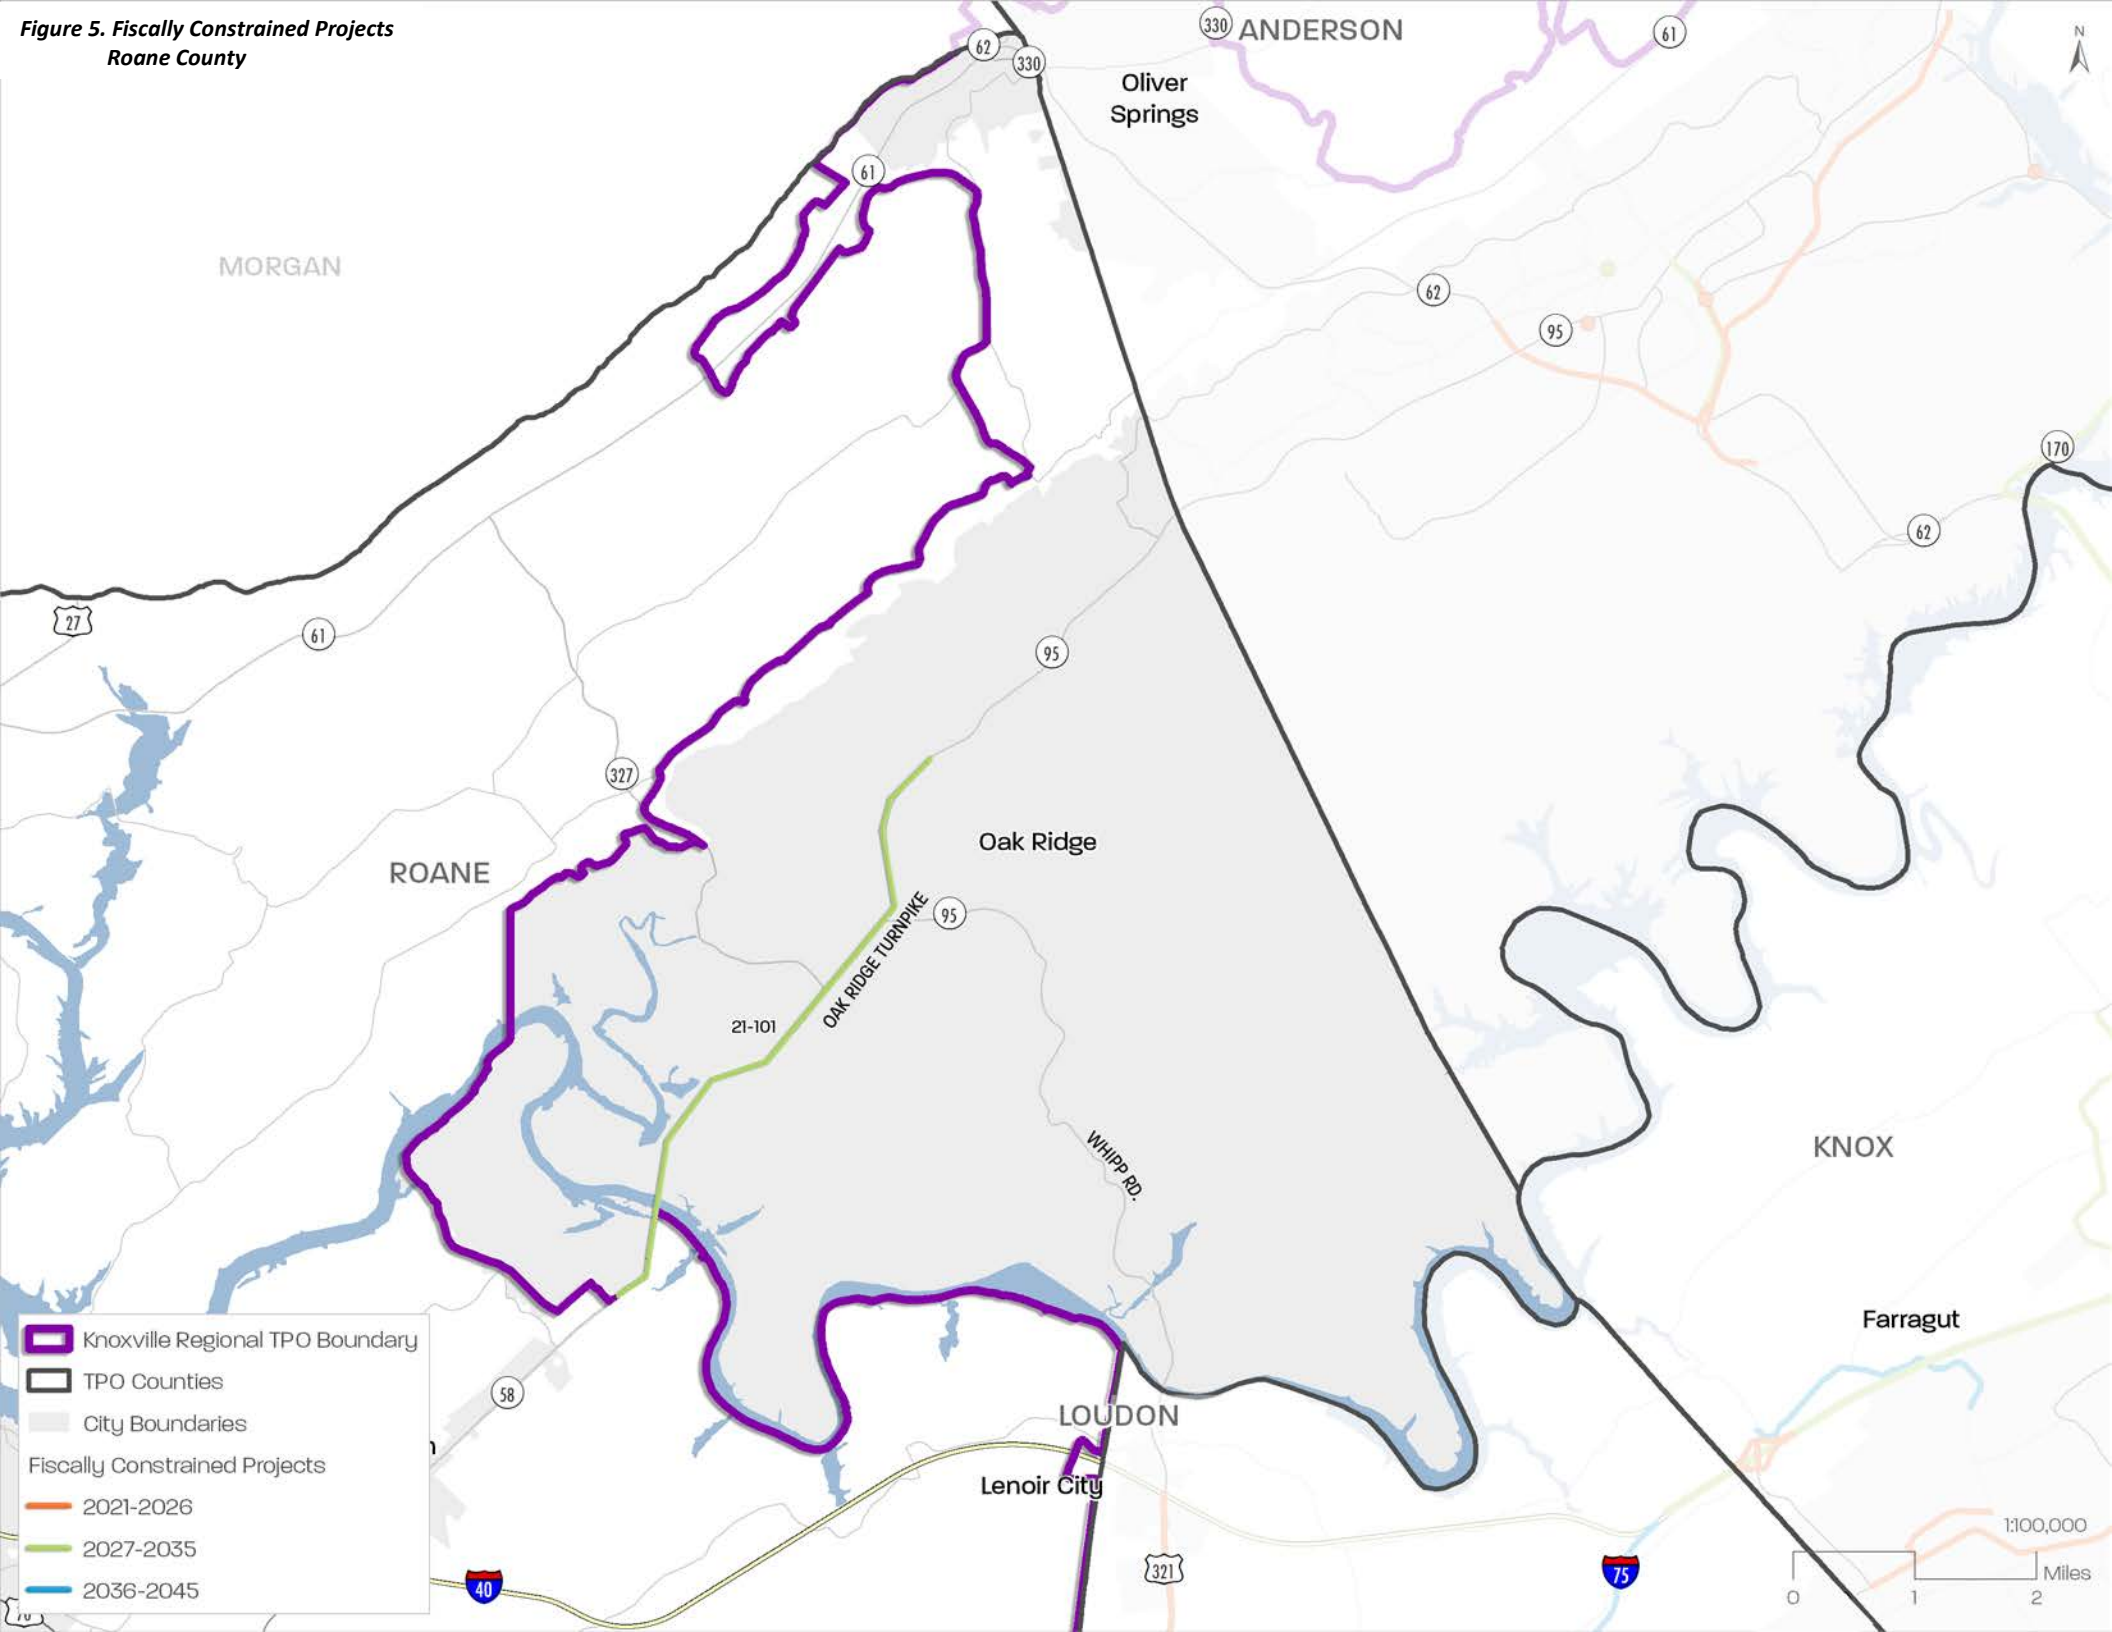 Figure 5. Fiscally Constrained Projects
Roane County
62
330
330
ANDERSON
61
N
Oliver
Springs
61
MORGAN
62
95
170
62
27
61
95
327
Oak Ridge
ROANE
95
OAK RIDGE TURNPIKE
21-101
WHIPP RD.
KNOX
Farragut
Knoxville Regional TPO Boundary
TPO Counties
City Boundaries
Fiscally Constrained Projects
2021-2026
2027-2035
2036-2045
58
LOUDON
Lenoir City
40
321
75
1:100,000
Miles
0
1
2